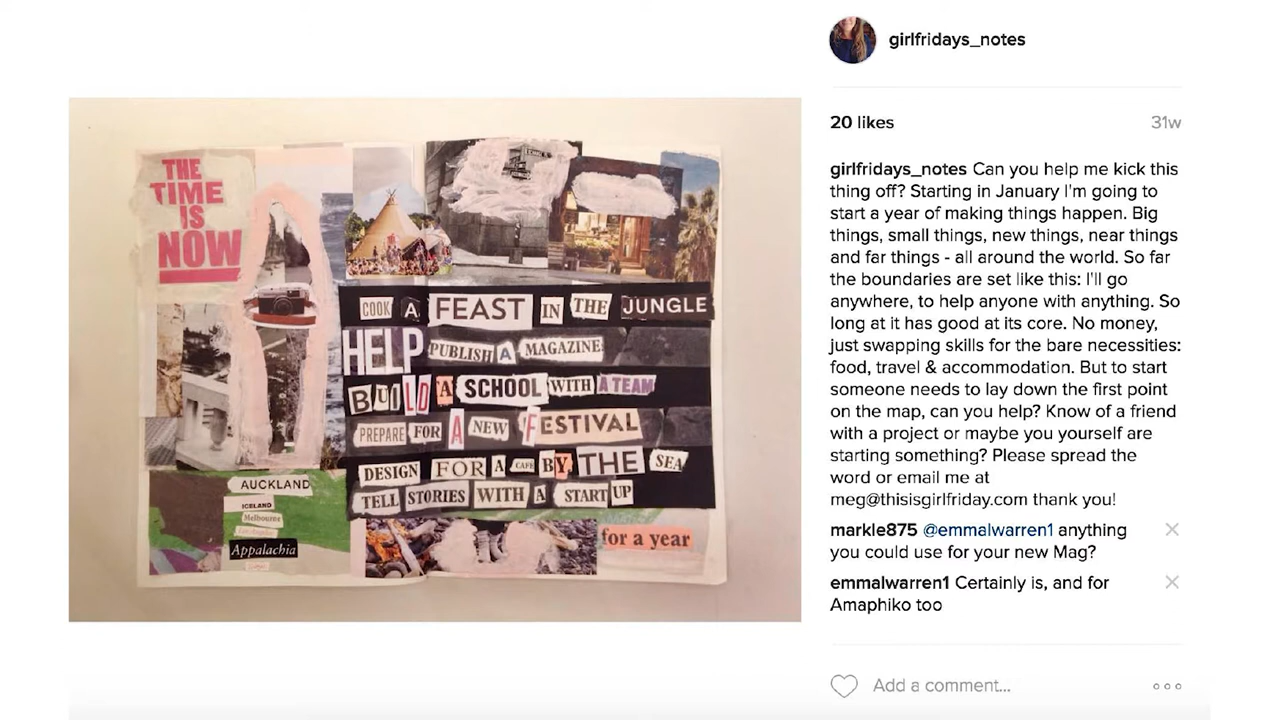 girlfridays_notes
20 likes
31w
girlfridays_notes Can you help me kick this
thing off? Starting in January I'm going to
start a year of making things happen. Big
things, small things, new things, near things
and far things - all around the world. So far
the boundaries are set like this: I'll go
anywhere, to help anyone with anything. So
long at it has good at its core. No money,
just swapping skills for the bare necessities:
food, travel & accommodation. But to start
someone needs to lay down the first point
on the map, can you help? Know of a friend
with a project or maybe you yourself are
starting something? Please spread the
word or email me at
meg@thisisgirlfriday.com thank you!
markle875 @emmalwarren1 anything
you could use for your new Mag?
emmalwarren1 Certainly is, and for
Amaphiko too
Add a comment...
THE
TIME
IS
NOW
COOK A FEAST IN THE JUNGLE
HELP PUBLISH A MAGAZINE
BUILD A SCHOOL WITH A TEAM
PREPARE FOR A NEW FESTIVAL
DESIGN FOR A CAFE BY THE SEA
TELL STORIES WITH A START UP
AUCKLAND
ICELAND
Melbourne
Appalachia
for a year